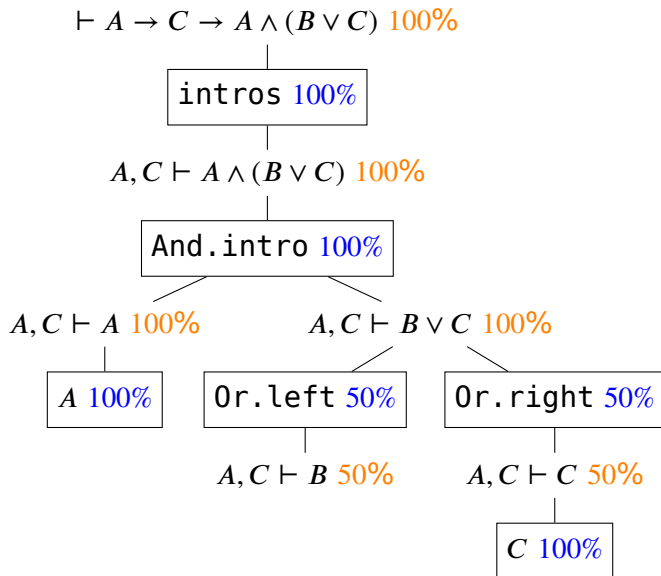 ⊢ A → C → A ∧ (B ∨ C) 100%
intros 100%
A, C ⊢ A ∧ (B ∨ C) 100%
And.intro 100%
A, C ⊢ A 100%
A, C ⊢ B ∨ C 100%
A 100%
Or.left 50%
Or.right 50%
A, C ⊢ B 50%
A, C ⊢ C 50%
C 100%